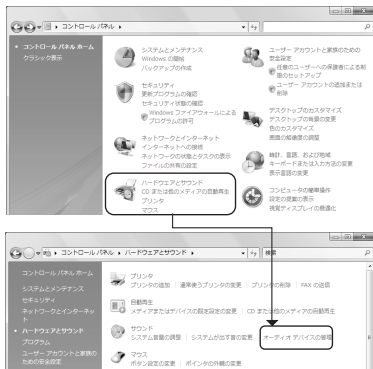 コントロール パネル
コントロール パネル ホーム
クラシック表示
システムとメンテナンス
Windows の開始
バックアップの作成
セキュリティ
更新プログラムの確認
セキュリティ状態の確認
Windows ファイアウォールによる
プログラムの許可
ネットワークとインターネット
インターネットへの接続
ネットワークの状態とタスクの表示
ファイルの共有の設定
ハードウェアとサウンド
CD または他のメディアの自動再生
プリンタ
マウス
ユーザー アカウントと家族のための
安全設定
任意のユーザーへの保護者による制
限のセットアップ
ユーザー アカウントの追加または
削除
デスクトップのカスタマイズ
デスクトップの背景の変更
色のカスタマイズ
画面の解像度の調整
時計、言語、および地域
キーボードまたは入力方法の変更
表示言語の変更
コンピュータの簡単操作
設定の提案の表示
視覚ディスプレイの最適化
コントロール パネル ▸ ハードウェアとサウンド
検索
コントロール パネル ホーム
システムとメンテナンス
セキュリティ
ネットワークとインターネッ
ト
ハードウェアとサウンド
プログラム
ユーザー アカウントと家族の
ための安全設定
プリンタ
プリンタの追加 通常使うプリンタの変更 プリンタの削除 FAX の送信
自動再生
メディアまたはデバイスの既定設定の変更 CD または他のメディアの自動再生
サウンド
システム音量の調整 システムが出す音の変更 オーディオ デバイスの管理
マウス
ボタン設定の変更 ポインタの外観の変更